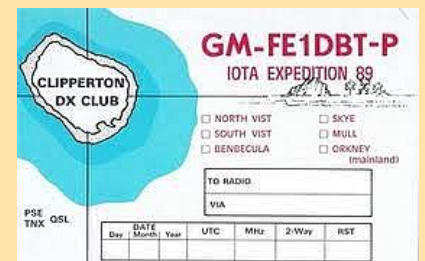 GM-FE1DBT-P
IOTA EXPEDITION 89
CLIPPERTON
DX CLUB
NORTH VIST
SKYE
SOUTH VIST
MULL
BENBECULA
ORKNEY
(mainland)
TO RADIO
VIA
PSE QSL
TNX
Day
DATE
Month
Year
UTC
MHz
2-Way
RST